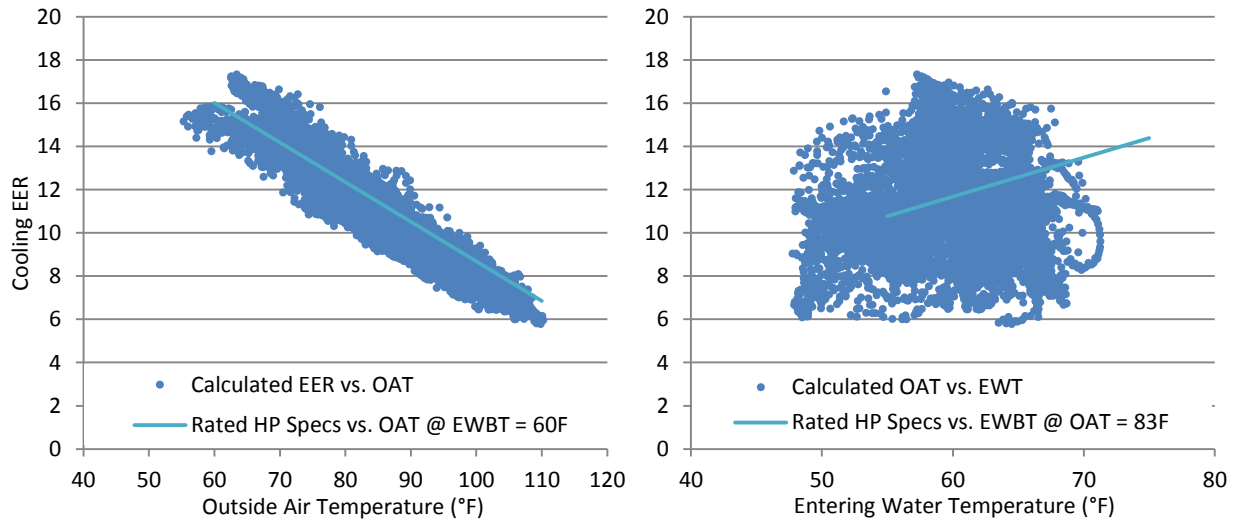 20
18
16
14
12
10
8
6
4
2
0
Cooling EER
Calculated EER vs. OAT
Rated HP Specs vs. OAT @ EWBT = 60F
40 50 60 70 80 90 100 110 120
Outside Air Temperature (°F)
20
18
16
14
12
10
8
6
4
2
0
Calculated OAT vs. EWT
Rated HP Specs vs. EWBT @ OAT = 83F
40 50 60 70 80
Entering Water Temperature (°F)